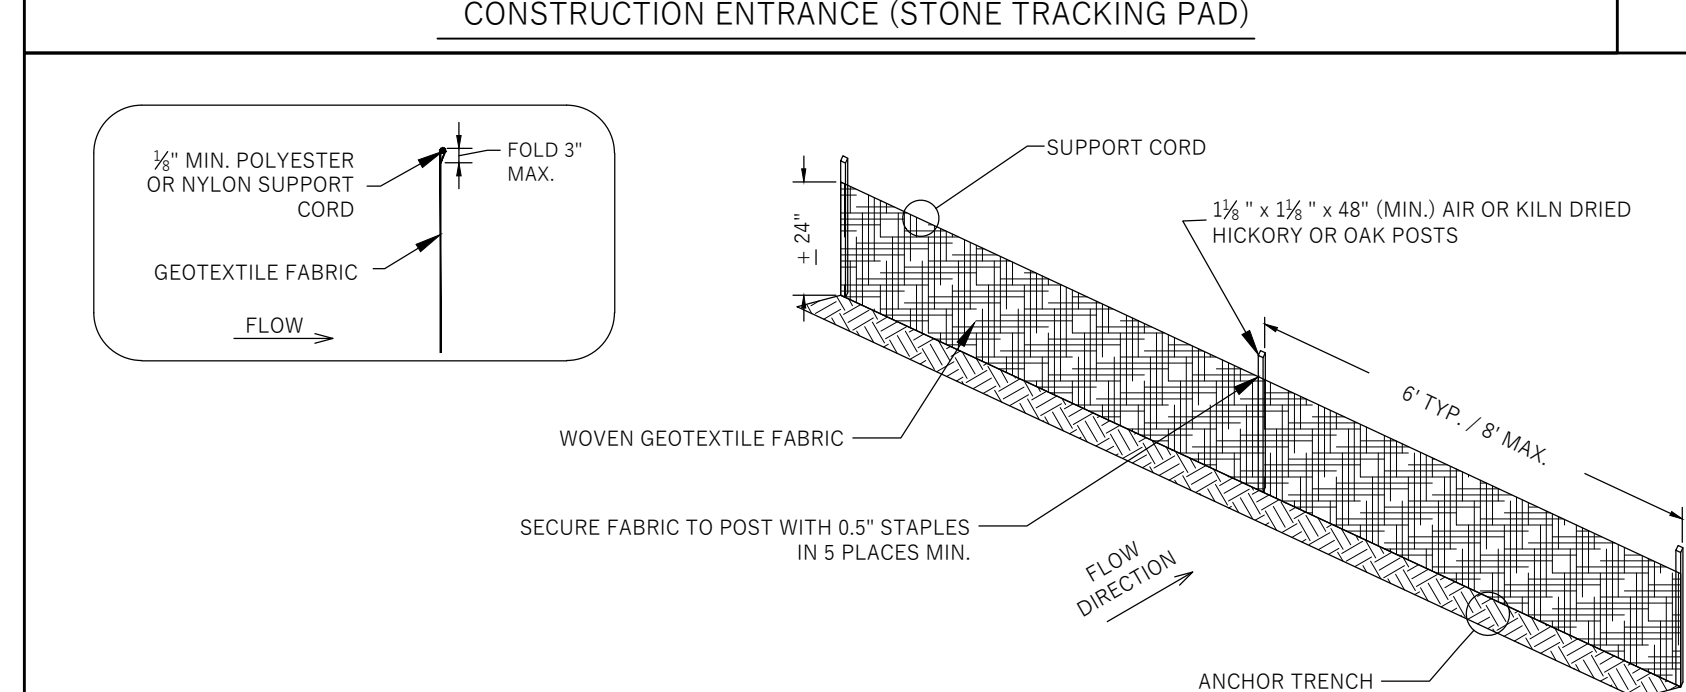 CONSTRUCTION ENTRANCE (STONE TRACKING PAD)
⅛" MIN. POLYESTER
OR NYLON SUPPORT
CORD
FOLD 3"
MAX.
GEOTEXTILE FABRIC
FLOW
SUPPORT CORD
± 24"
1⅛ " x 1⅛ " x 48" (MIN.) AIR OR KILN DRIED
HICKORY OR OAK POSTS
6' TYP. / 8' MAX.
WOVEN GEOTEXTILE FABRIC
SECURE FABRIC TO POST WITH 0.5" STAPLES
IN 5 PLACES MIN.
FLOW
DIRECTION
ANCHOR TRENCH